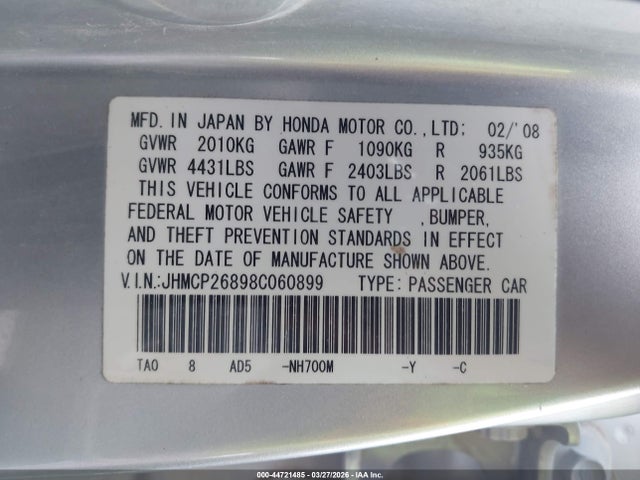 MFD. IN JAPAN BY HONDA MOTOR CO.,LTD: 02/'08
GVWR 2010KG GAWR F 1090KG R 935KG
GVWR 4431LBS GAWR F 2403LBS R 2061LBS
THIS VEHICLE CONFORMS TO ALL APPLICABLE
FEDERAL MOTOR VEHICLE SAFETY ,BUMPER,
AND THEFT PREVENTION STANDARDS IN EFFECT
ON THE DATE OF MANUFACTURE SHOWN ABOVE.
V.I.N.:JHMCP26898C060899 TYPE: PASSENGER CAR
TA0 8 AD5 -NH700M -Y -C
000-44721485 - 03/27/2026 - IAAI.COM